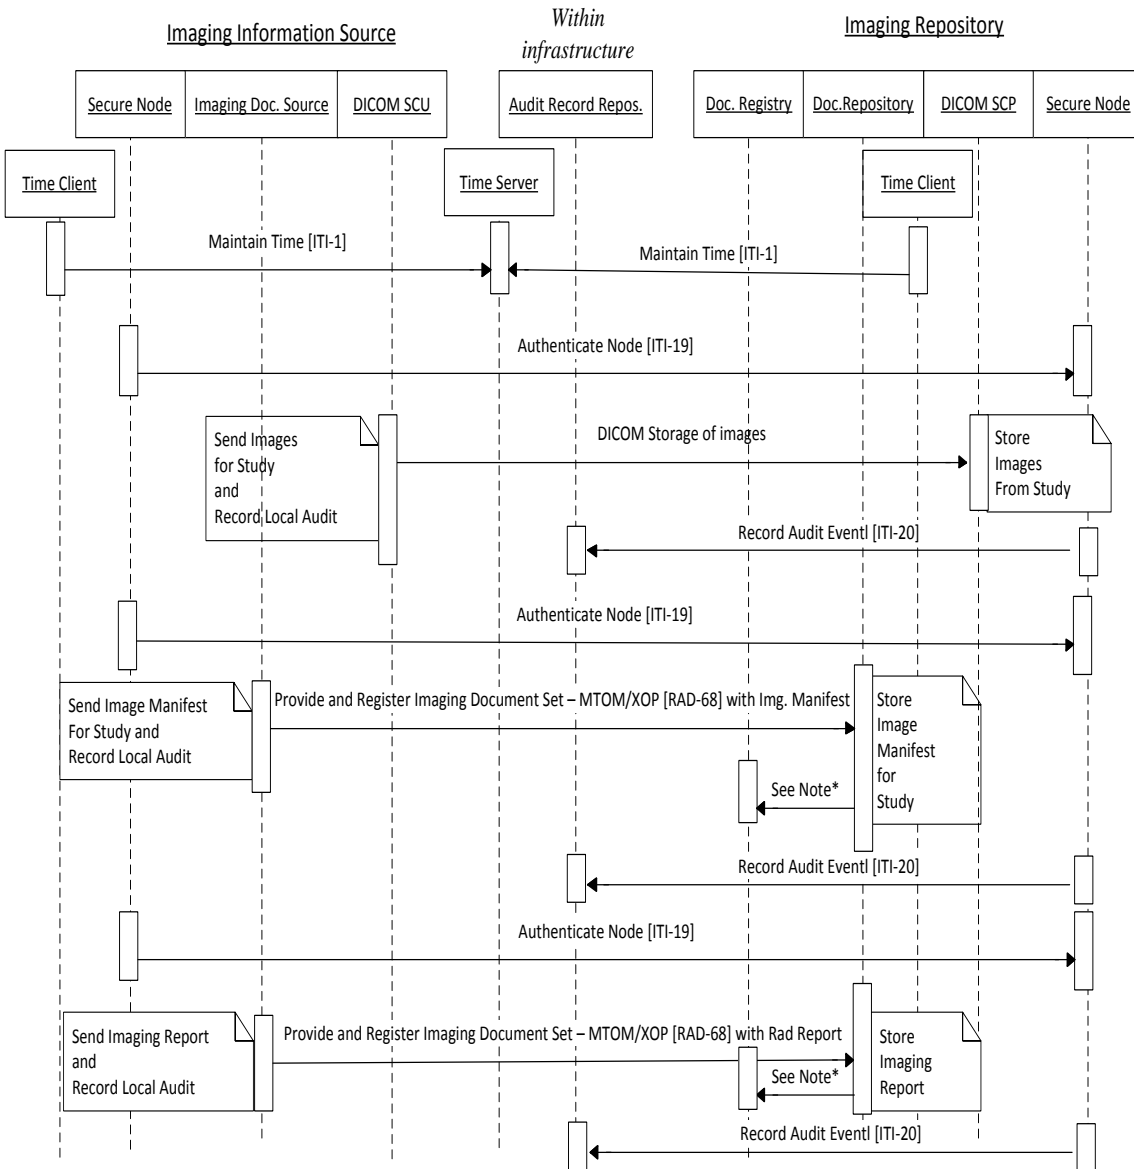 Within
infrastructure
Imaging Information Source
Imaging Repository
Secure Node
Imaging Doc. Source
DICOM SCU
Audit Record Repos.
Doc. Registry
Doc.Repository
DICOM SCP
Secure Node
Time Client
Time Server
Time Client
Maintain Time [ITI-1]
Maintain Time [ITI-1]
Authenticate Node [ITI-19]
Send Images
for Study
and
Record Local Audit
DICOM Storage of images
Store
Images
From Study
Record Audit Eventl [ITI-20]
Authenticate Node [ITI-19]
Send Image Manifest
For Study and
Record Local Audit
Provide and Register Imaging Document Set – MTOM/XOP [RAD-68] with Img. Manifest
Store
Image
Manifest
for
Study
See Note*
Record Audit Eventl [ITI-20]
Authenticate Node [ITI-19]
Send Imaging Report
and
Record Local Audit
Provide and Register Imaging Document Set – MTOM/XOP [RAD-68] with Rad Report
Store
Imaging
Report
See Note*
Record Audit Eventl [ITI-20]